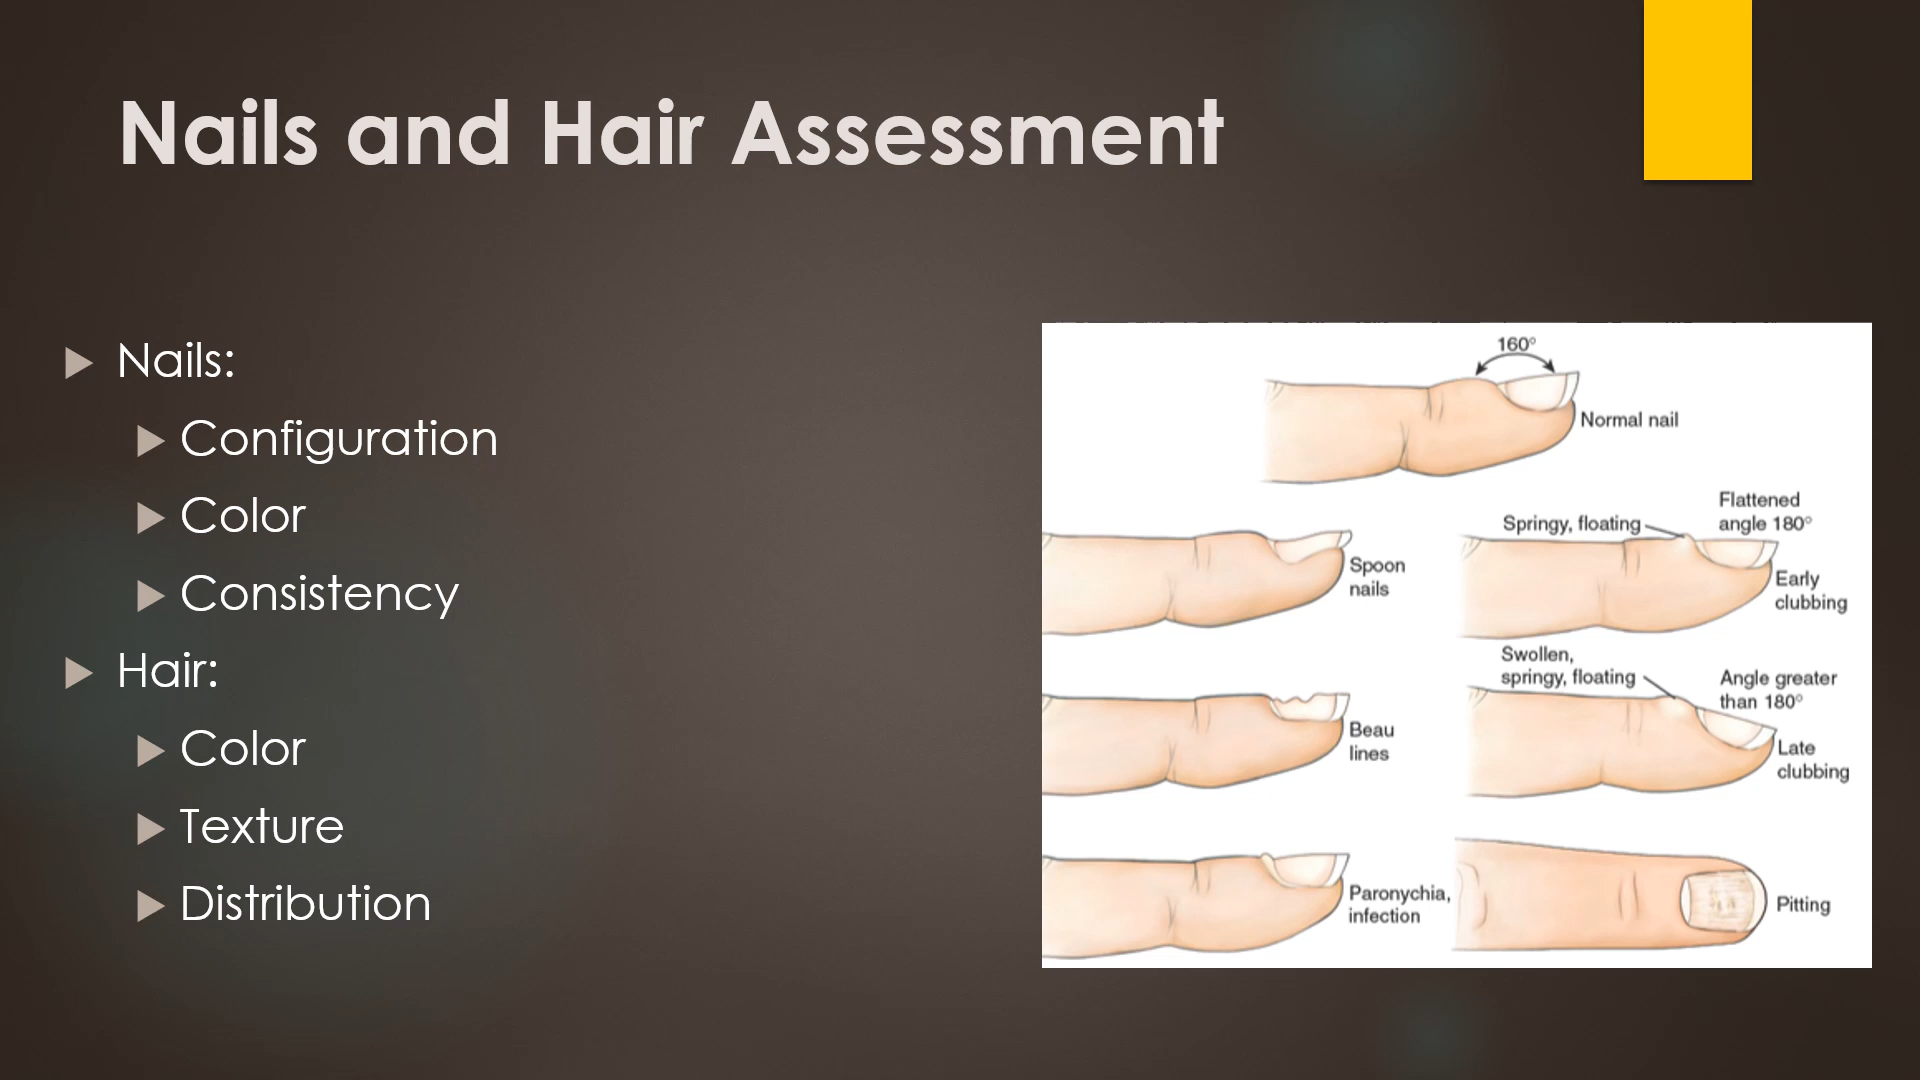 Nails and Hair Assessment
Nails:
Configuration
Color
Consistency
Hair:
Color
Texture
Distribution
160°
Normal nail
Spoon
nails
Springy, floating
Flattened
angle 180°
Early
clubbing
Beau
lines
Swollen,
springy, floating
Angle greater
than 180°
Late
clubbing
Paronychia,
infection
Pitting